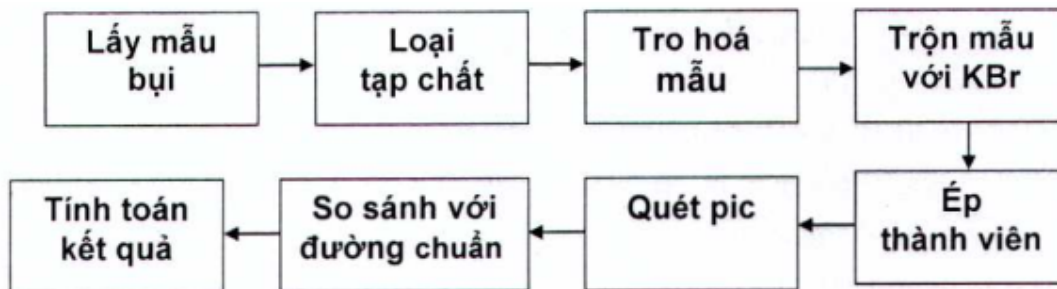 Lấy mẫu
bụi
Loại
tạp chất
Tro hoá
mẫu
Trộn mẫu
với KBr
Ép
thành viên
Quét pic
So sánh với
đường chuẩn
Tính toán
kết quả